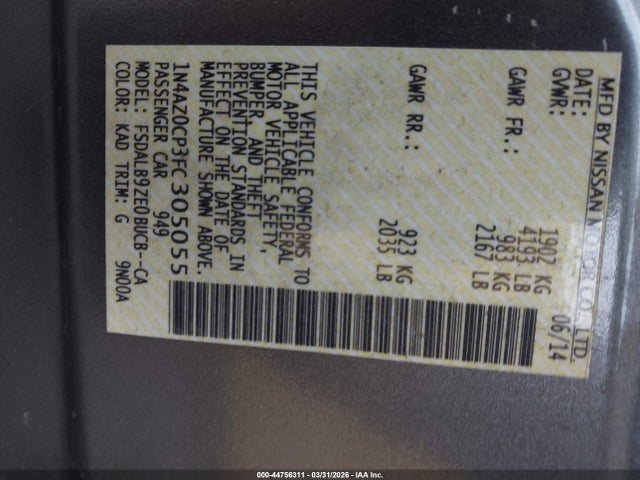 MFD BY NISSAN MOTOR CO., LTD.
DATE: 06/14
GVWR: 1902 KG
4193 LB
GAWR FR.: 983 KG
2167 LB
GAWR RR.: 923 KG
2035 LB
THIS VEHICLE CONFORMS TO
ALL APPLICABLE FEDERAL
MOTOR VEHICLE SAFETY,
BUMPER AND THEFT
PREVENTION STANDARDS IN
EFFECT ON THE DATE OF
MANUFACTURE SHOWN ABOVE.
1N4AZ0CP3FC305055
PASSENGER CAR 949
MODEL: FSDALB9ZE0BUCB--CA
COLOR: KAD TRIM: G 9N00A
000-44756311 - 03/31/2026 - IAA Inc.